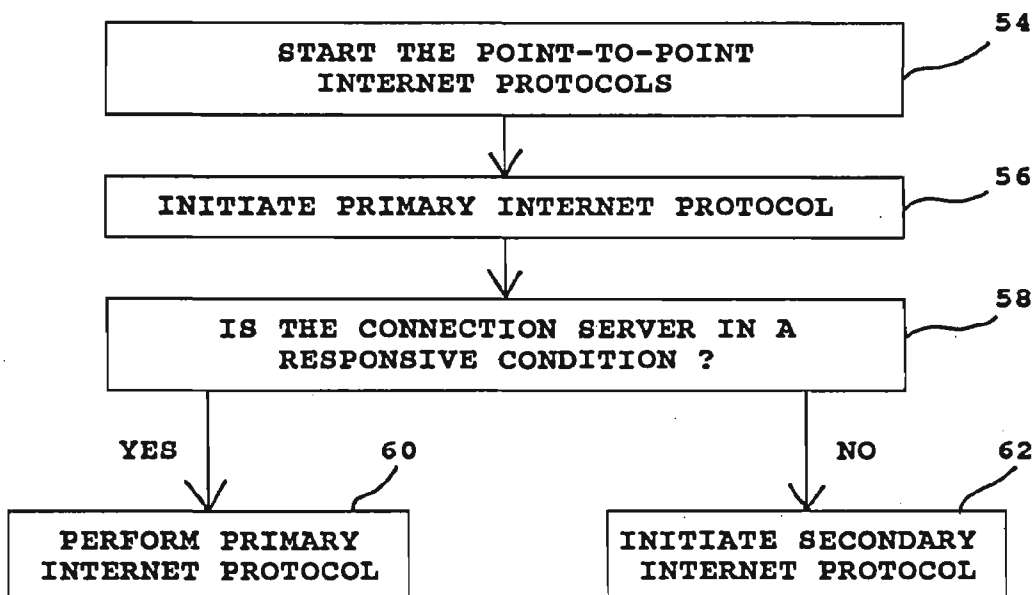 54
START THE POINT-TO-POINT
INTERNET PROTOCOLS
56
INITIATE PRIMARY INTERNET PROTOCOL
58
IS THE CONNECTION SERVER IN A
RESPONSIVE CONDITION ?
YES
60
NO
62
PERFORM PRIMARY
INTERNET PROTOCOL
INITIATE SECONDARY
INTERNET PROTOCOL